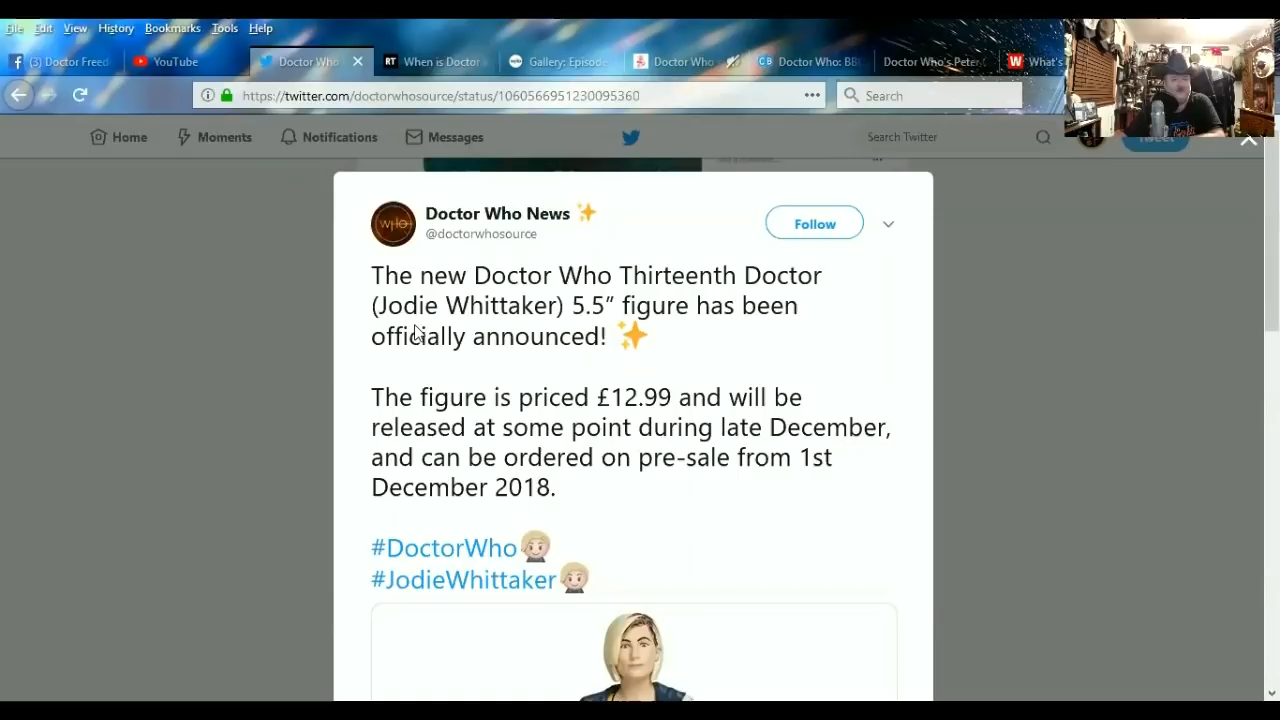 File Edit View History Bookmarks Tools Help
(3) Doctor Freed
YouTube
Doctor Who
When is Doctor
Gallery: Episode
Doctor Who
Doctor Who: BBC
Doctor Who's Peter
What's
https://twitter.com/doctorwhosource/status/1060566951230095360
Search
Home
Moments
Notifications
Messages
Search Twitter
Tweet
Doctor Who News
@doctorwhosource
Follow
The new Doctor Who Thirteenth Doctor
(Jodie Whittaker) 5.5” figure has been
officially announced!
The figure is priced £12.99 and will be
released at some point during late December,
and can be ordered on pre-sale from 1st
December 2018.
#DoctorWho
#JodieWhittaker